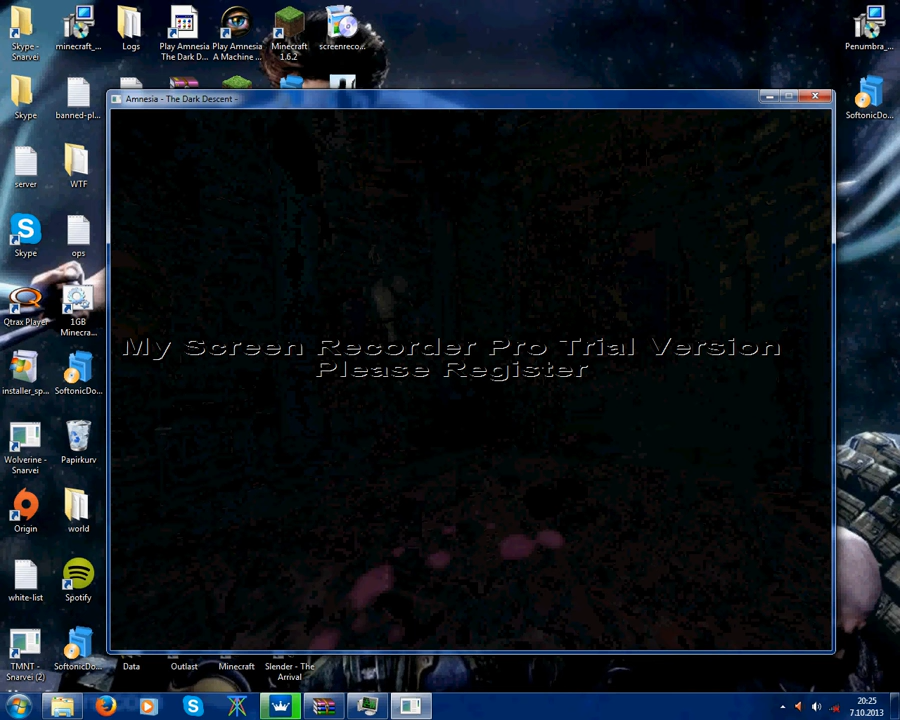 Skype -
Snarvei
minecraft_...
Logs
Play Amnesia
The Dark D...
Play Amnesia
A Machine ...
Minecraft
1.6.2
screenreco...
Penumbra_...
Skype
banned-pl...
SoftonicDo...
Amnesia - The Dark Descent -
server
WTF
Skype
ops
Qtrax Player
1GB
Minecra...
My Screen Recorder Pro Trial Version
Please Register
installer_sp...
SoftonicDo...
Wolverine -
Snarvei
Papirkurv
Origin
world
white-list
Spotify
TMNT -
Snarvei (2)
SoftonicDo...
Data
Outlast
Minecraft
Slender - The
Arrival
20:25
7.10.2013